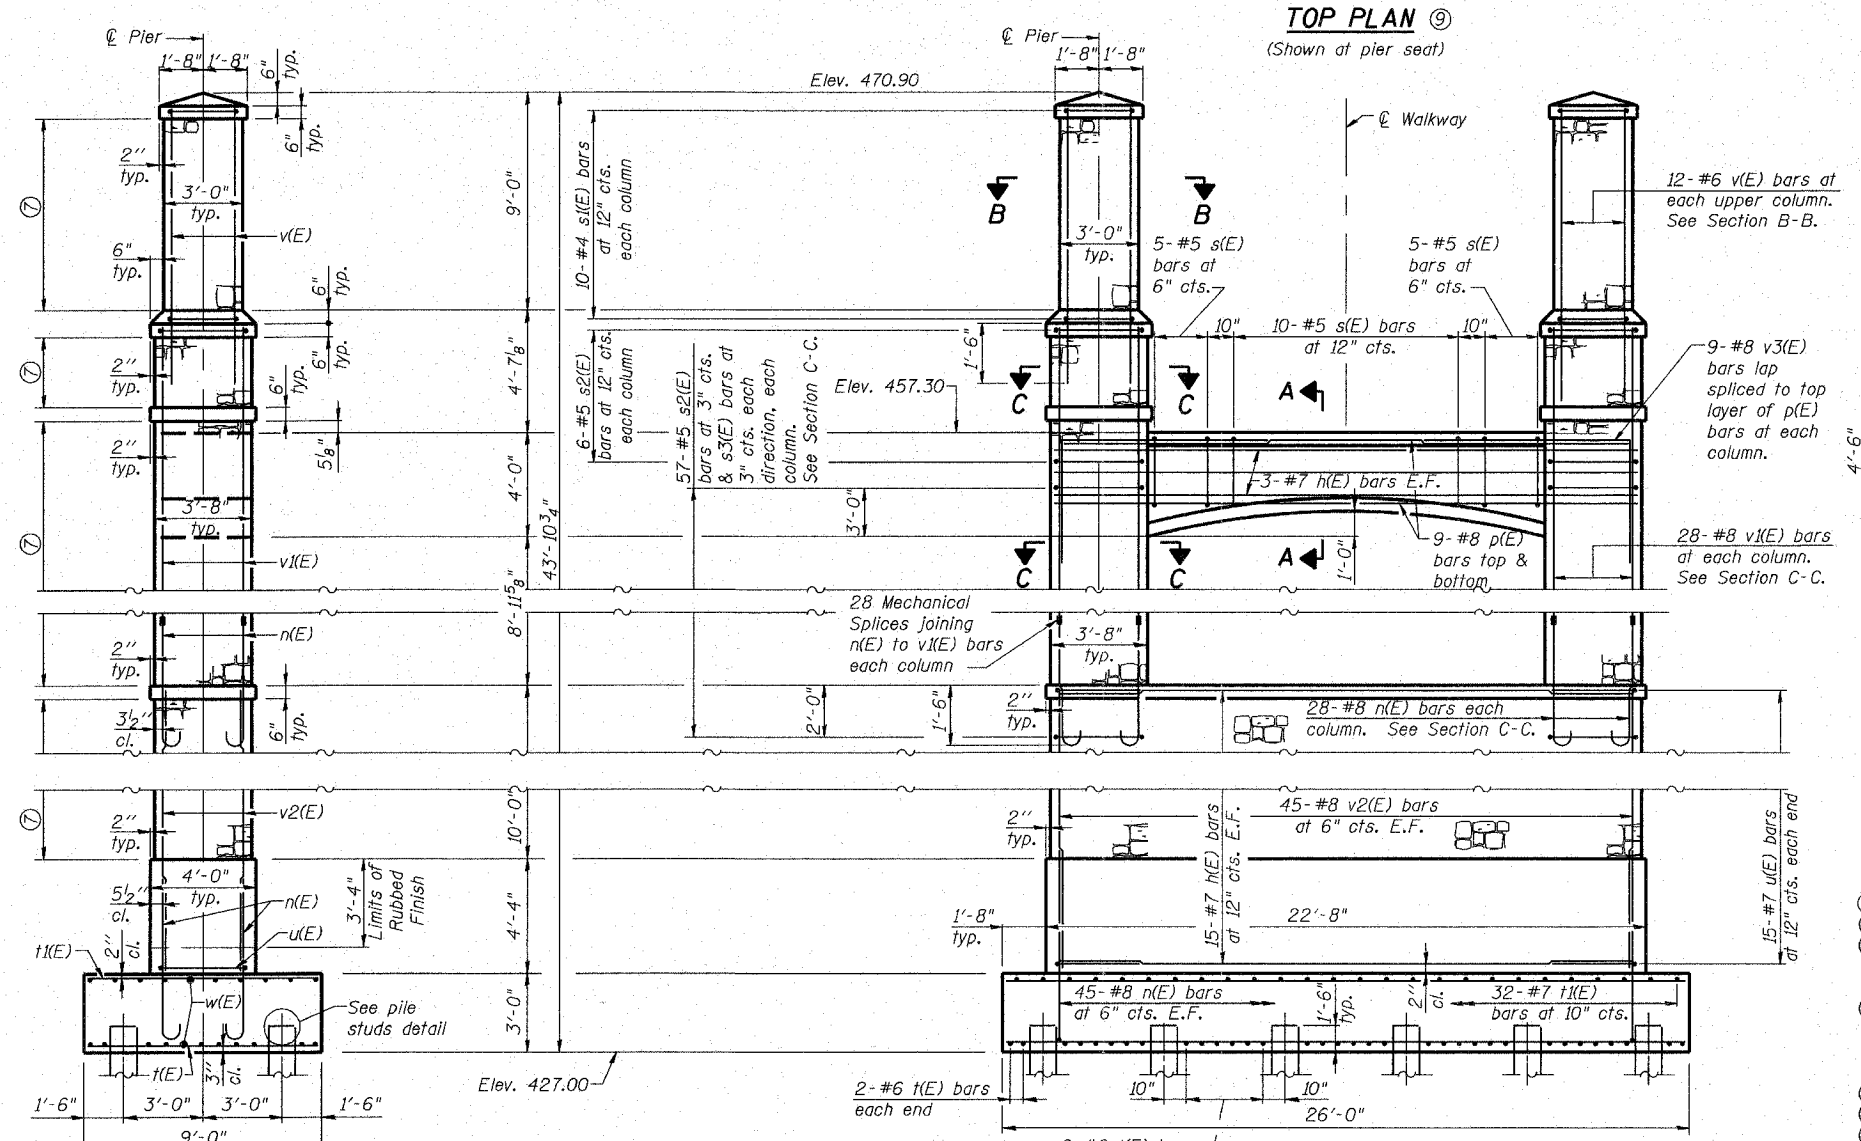 TOP PLAN ⑨
(Shown at pier seat)
℄ Pier
1'-8" 1'-8"
6" typ.
6" typ.
⑦
2" typ.
3'-0" typ.
v(E)
6" typ.
6" typ.
6" typ.
⑦
2" typ.
6" typ.
5⅛"
2" typ.
⑦
3'-8" typ.
v1(E)
n(E)
2" typ.
3½" cl.
6" typ.
⑦
v2(E)
2" typ.
4'-0" typ.
5½" cl.
n(E)
u(E)
3'-4"
Limits of
Rubbed
Finish
t1(E)
2" cl.
w(E)
See pile
studs detail
t(E)
3" cl.
1'-6" 3'-0" 3'-0" 1'-6"
9'-0"
9'-0"
4'-7⅛"
4'-0"
8'-11⅝"
10'-0"
4'-4"
3'-0"
43'-10¾"
Elev. 427.00
Elev. 470.90
10-#4 s1(E) bars
at 12" cts.
each column
6-#5 s2(E)
bars at 12" cts.
each column
57-#5 s2(E)
bars at 3" cts.
& s3(E) bars at
3" cts. each
direction, each
column.
See Section C-C.
Elev. 457.30
3'-0"
2'-0"
1'-6"
28 Mechanical
Splices joining
n(E) to v1(E) bars
each column
℄ Pier
1'-8" 1'-8"
℄ Walkway
B B
3'-0" typ.
5-#5 s(E)
bars at
6" cts.
5-#5 s(E)
bars at
6" cts.
1'-6"
10" 10-#5 s(E) bars 10"
at 12" cts.
C C
A
3-#7 h(E) bars E.F.
9-#8 p(E)
bars top &
bottom
1'-0"
C C
A
12-#6 v(E) bars at
each upper column.
See Section B-B.
9-#8 v3(E)
bars lap
spliced to top
layer of p(E)
bars at each
column.
4'-6"
28-#8 v1(E) bars
at each column.
See Section C-C.
3'-8" typ.
2" typ.
28-#8 n(E) bars each
column. See Section C-C.
45-#8 v2(E) bars
at 6" cts. E.F.
2" typ.
15-#7 h(E) bars
at 12" cts. E.F.
15-#7 u(E) bars
at 12" cts. each end
1'-8" typ.
22'-8"
45-#8 n(E) bars
at 6" cts. E.F.
1'-6" typ.
2" cl.
32-#7 t1(E)
bars at 10" cts.
2-#6 t(E) bars
each end
10" 10"
26'-0"